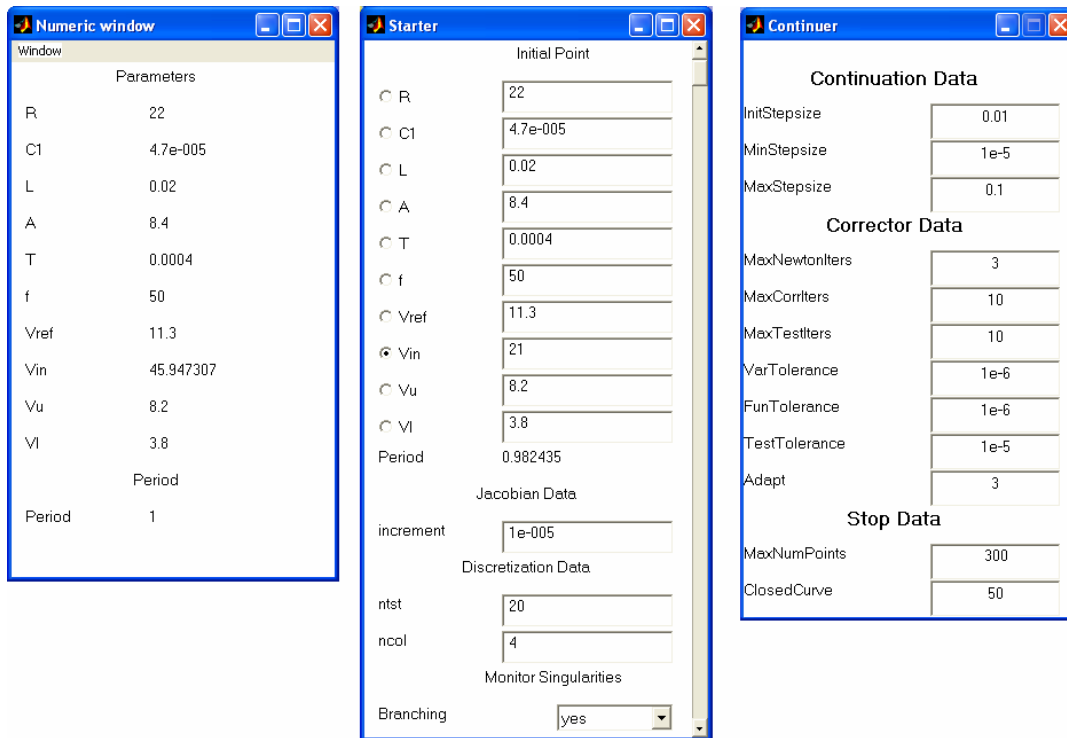 Numeric window
Window
Parameters
R 22
C1 4.7e-005
L 0.02
A 8.4
T 0.0004
f 50
Vref 11.3
Vin 45.947307
Vu 8.2
Vl 3.8
Period
Period 1
Starter
Initial Point
R 22
C1 4.7e-005
L 0.02
A 8.4
T 0.0004
f 50
Vref 11.3
Vin 21
Vu 8.2
Vl 3.8
Period 0.982435
Jacobian Data
increment 1e-005
Discretization Data
ntst 20
ncol 4
Monitor Singularities
Branching yes
Continuer
Continuation Data
InitStepsize 0.01
MinStepsize 1e-5
MaxStepsize 0.1
Corrector Data
MaxNewtonIters 3
MaxCorrIters 10
MaxTestIters 10
VarTolerance 1e-6
FunTolerance 1e-6
TestTolerance 1e-5
Adapt 3
Stop Data
MaxNumPoints 300
ClosedCurve 50